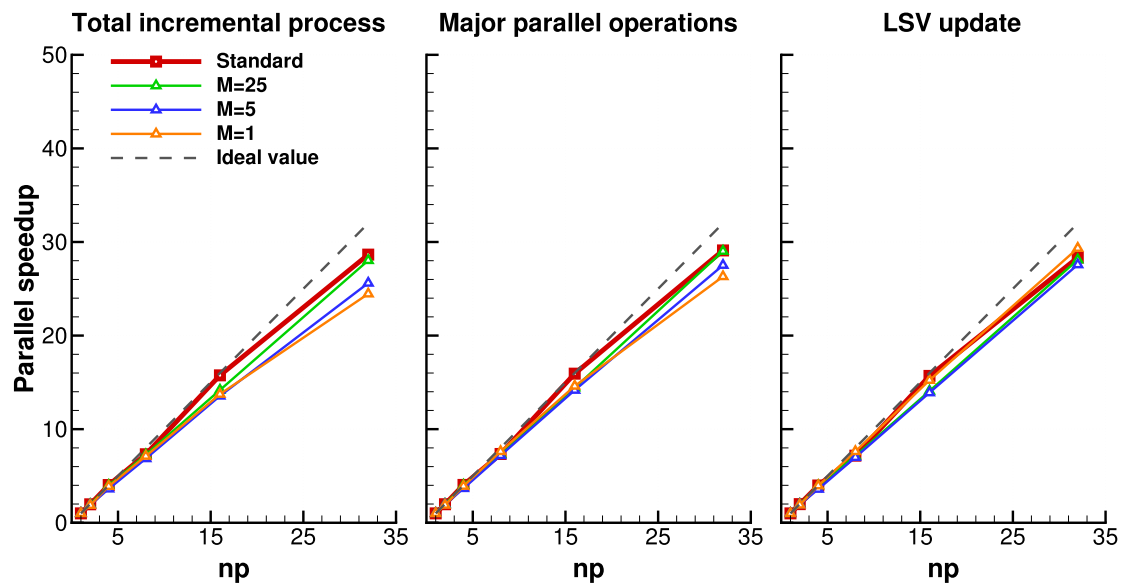 Total incremental process
Major parallel operations
LSV update
Standard
M=25
M=5
M=1
Ideal value
Parallel speedup
50
40
30
20
10
0
5
15
25
35
5
15
25
35
5
15
25
35
np
np
np